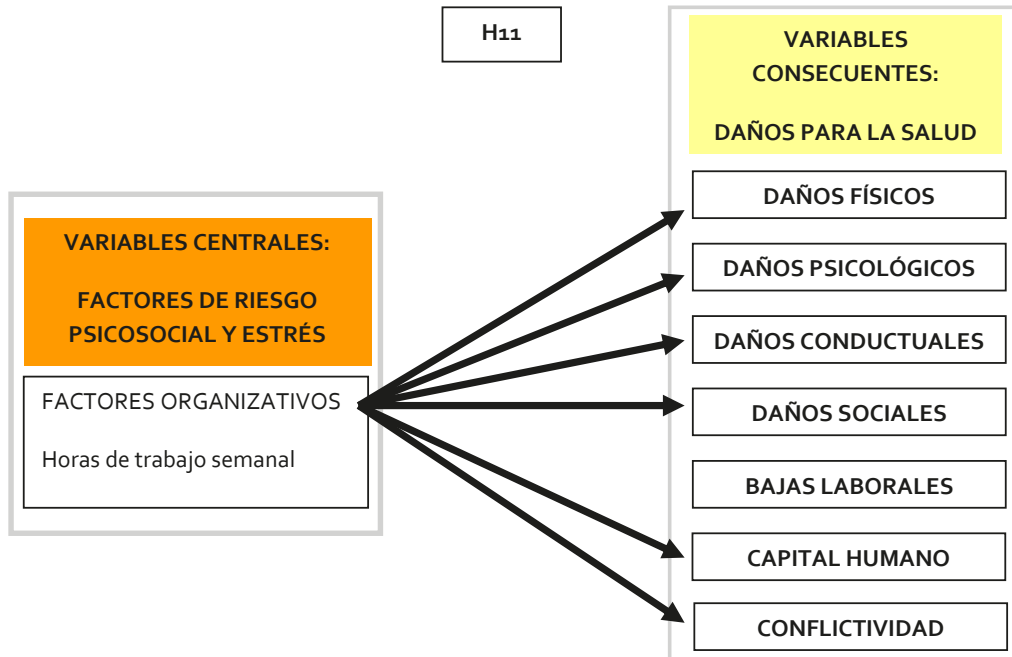 H11
VARIABLES
CONSECUENTES:
DAÑOS PARA LA SALUD
DAÑOS FÍSICOS
DAÑOS PSICOLÓGICOS
DAÑOS CONDUCTUALES
DAÑOS SOCIALES
BAJAS LABORALES
CAPITAL HUMANO
CONFLICTIVIDAD
VARIABLES CENTRALES:
FACTORES DE RIESGO
PSICOSOCIAL Y ESTRÉS
FACTORES ORGANIZATIVOS
Horas de trabajo semanal